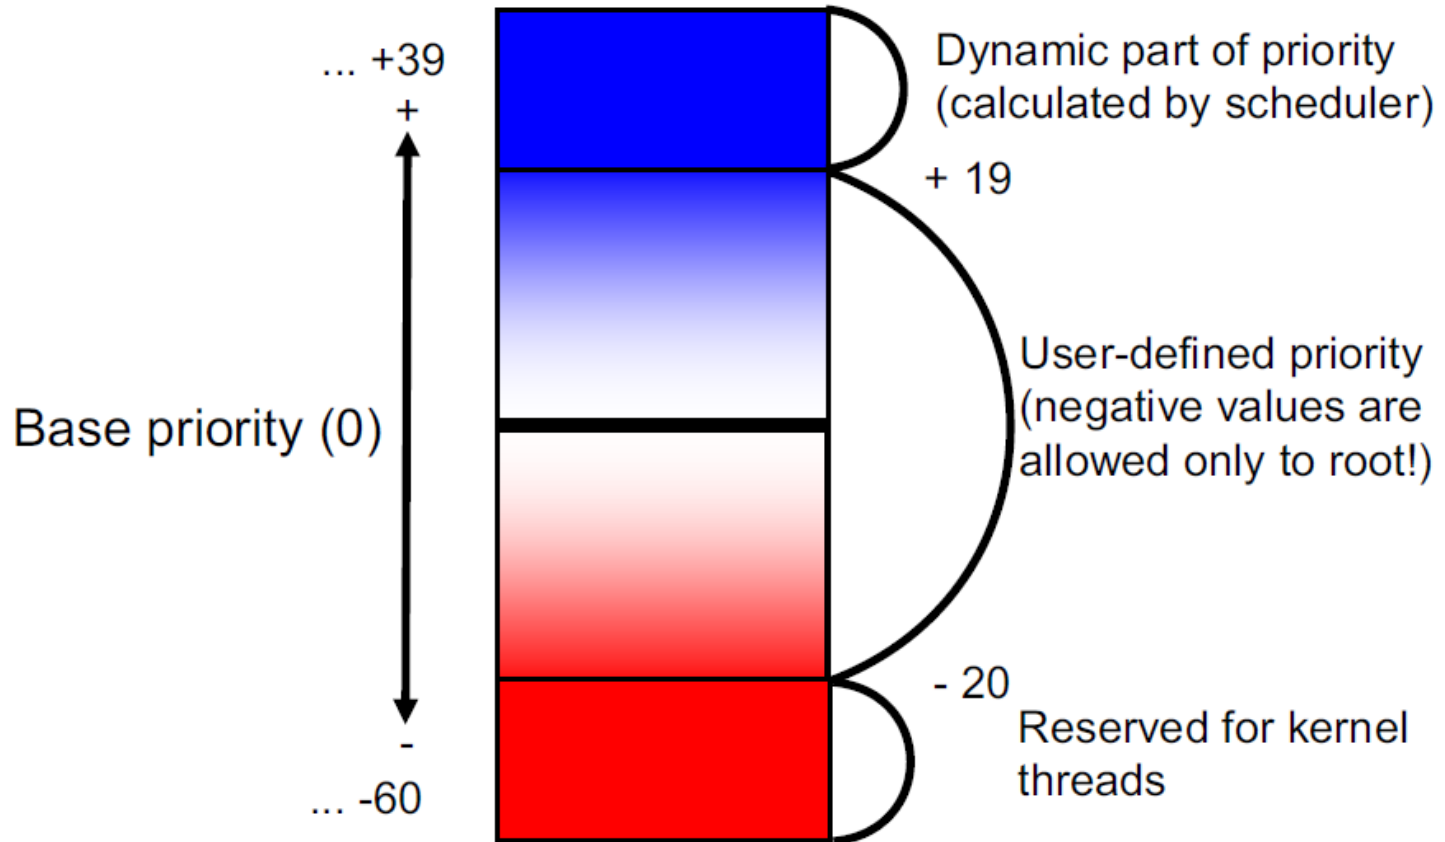 ... +39
+
Dynamic part of priority
(calculated by scheduler)
+ 19
Base priority (0)
User-defined priority
(negative values are
allowed only to root!)
- 20
-
... -60
Reserved for kernel
threads